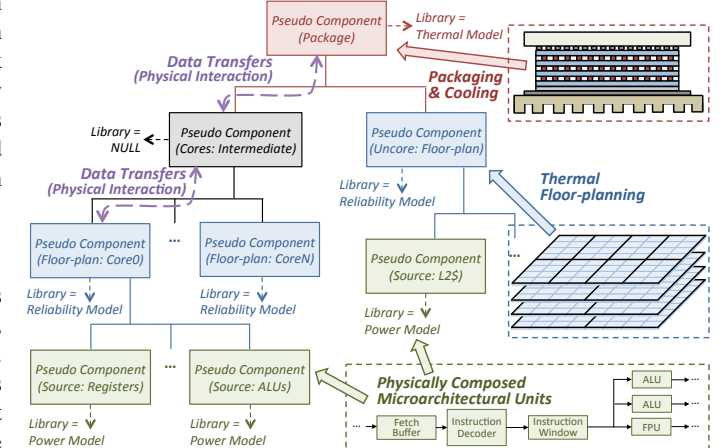 Pseudo Component
(Package)
Library =
Thermal Model
Data Transfers
(Physical Interaction)
Packaging
& Cooling
Library =
NULL
Pseudo Component
(Cores: Intermediate)
Pseudo Component
(Uncore: Floor-plan)
Data Transfers
(Physical Interaction)
Library =
Reliability Model
Thermal
Floor-planning
Pseudo Component
(Floor-plan: Core0)
...
Pseudo Component
(Floor-plan: CoreN)
Pseudo Component
(Source: L2$)
...
Library =
Reliability Model
Library =
Reliability Model
Library =
Power Model
Pseudo Component
(Source: Registers)
...
Pseudo Component
(Source: ALUs)
Physically Composed
Microarchitectural Units
Library =
Power Model
Library =
Power Model
...
Fetch
Buffer
Instruction
Decoder
Instruction
Window
ALU
...
ALU
...
FPU
...